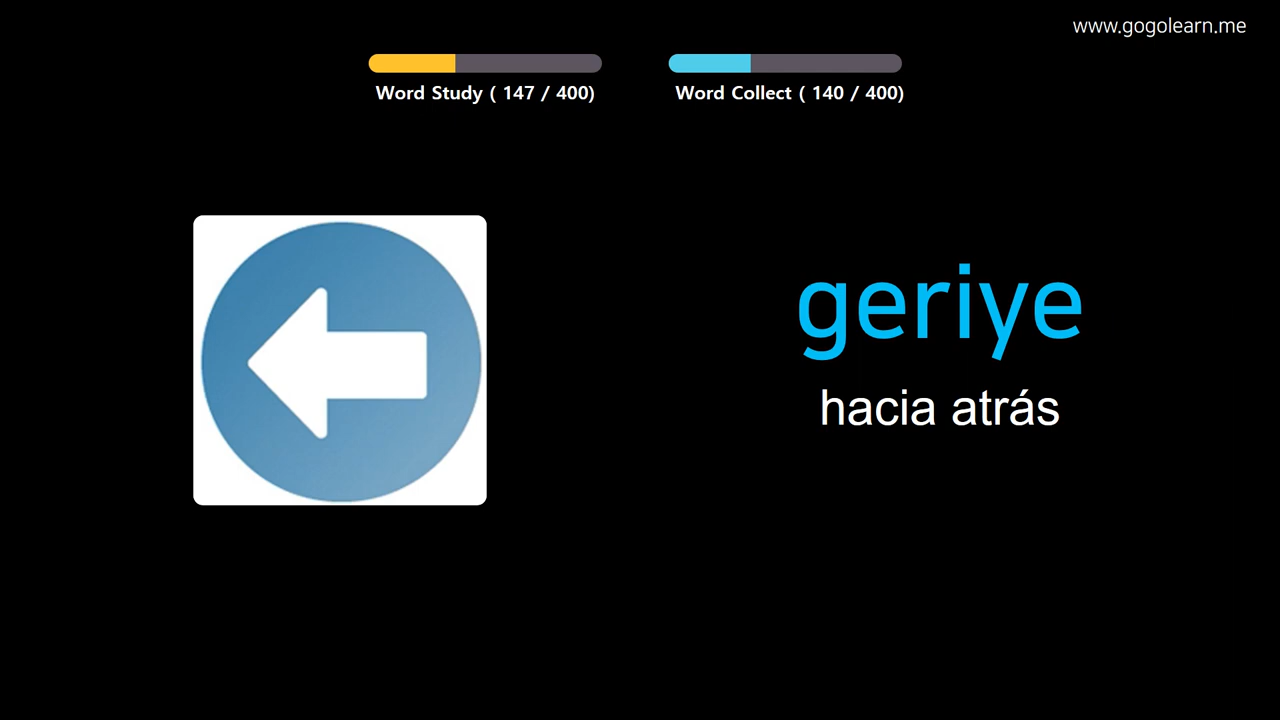 www.gogolearn.me
Word Study ( 147 / 400)
Word Collect ( 140 / 400)
geriye
hacia atrás